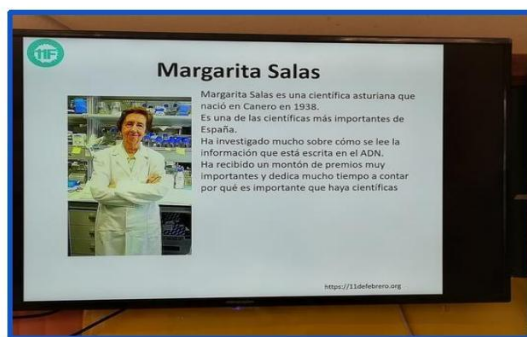 11F
Margarita Salas
Margarita Salas es una científica asturiana que
nació en Canero en 1938.
Es una de las científicas más importantes de
España.
Ha investigado mucho sobre cómo se lee la
información que está escrita en el ADN.
Ha recibido un montón de premios muy
importantes y dedica mucho tiempo a contar
por qué es importante que haya científicas
https://11defebrero.org